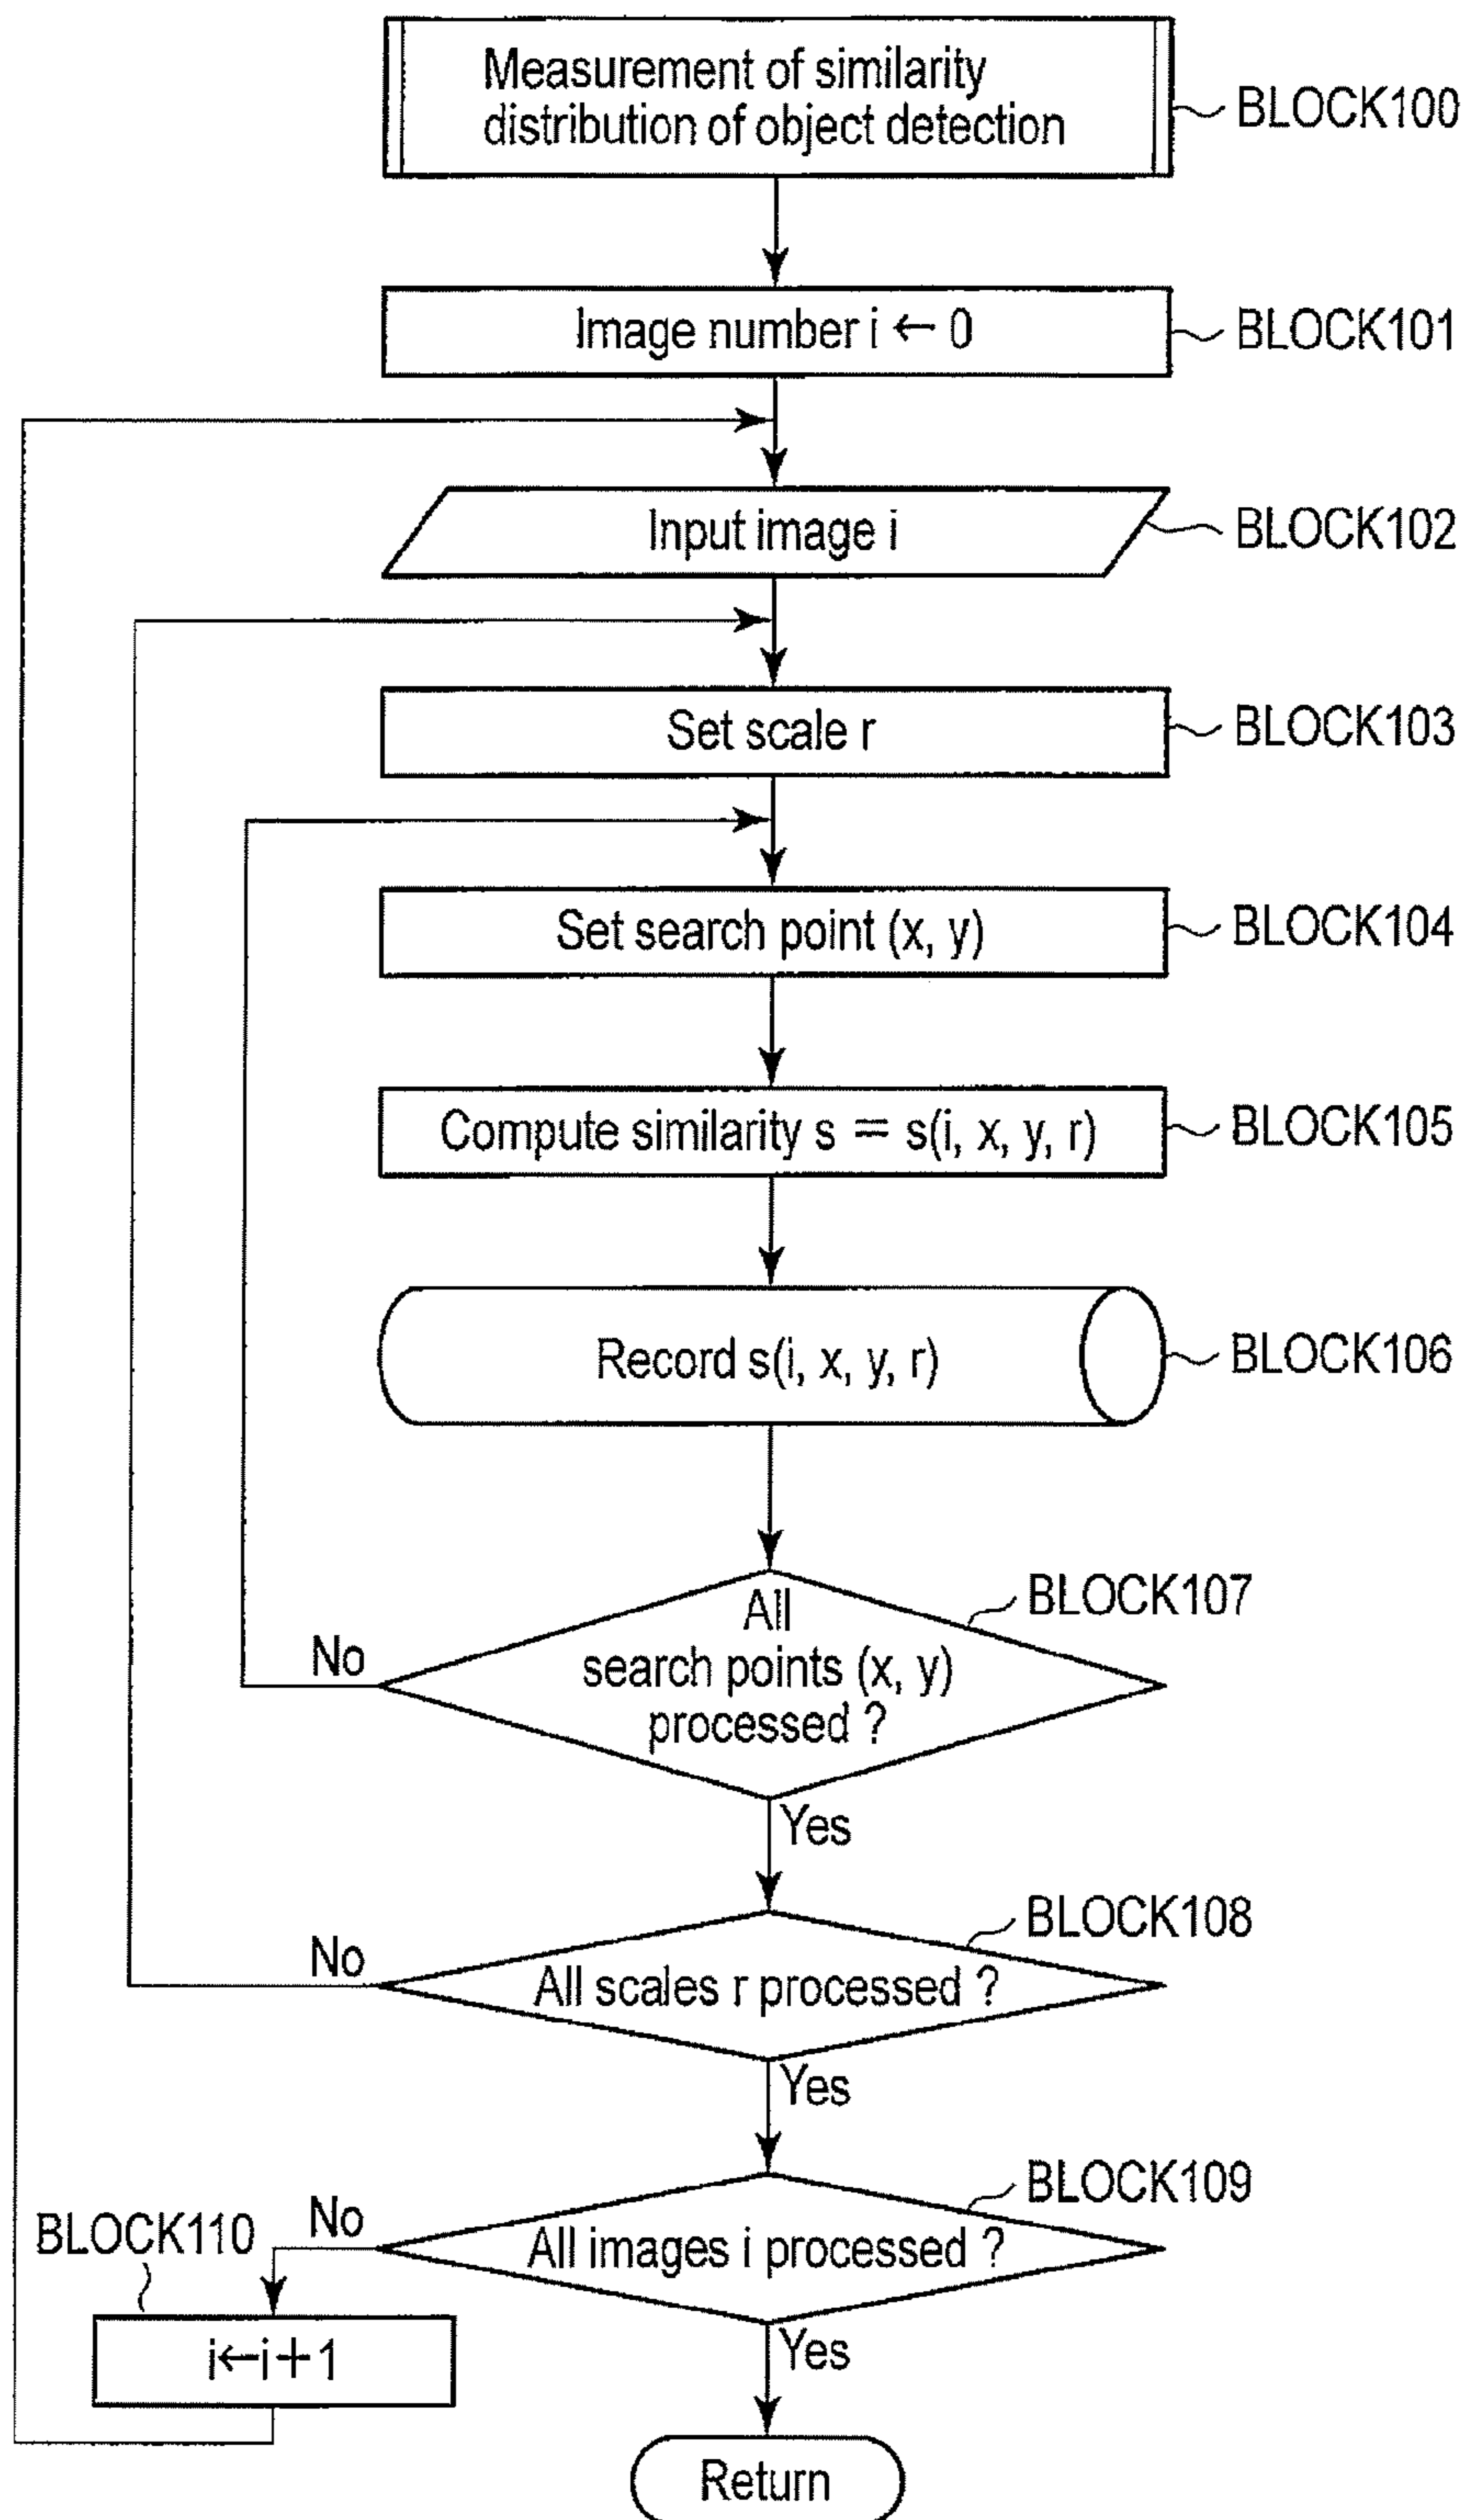 Measurement of similarity
distribution of object detection
BLOCK100
Image number i ← 0
BLOCK101
Input image i
BLOCK102
Set scale r
BLOCK103
Set search point (x, y)
BLOCK104
Compute similarity s = s(i, x, y, r)
BLOCK105
Record s(i, x, y, r)
BLOCK106
BLOCK107
All
search points (x, y)
processed ?
No
Yes
BLOCK108
No
All scales r processed ?
Yes
BLOCK109
No
All images i processed ?
BLOCK110
i←i+1
Yes
Return